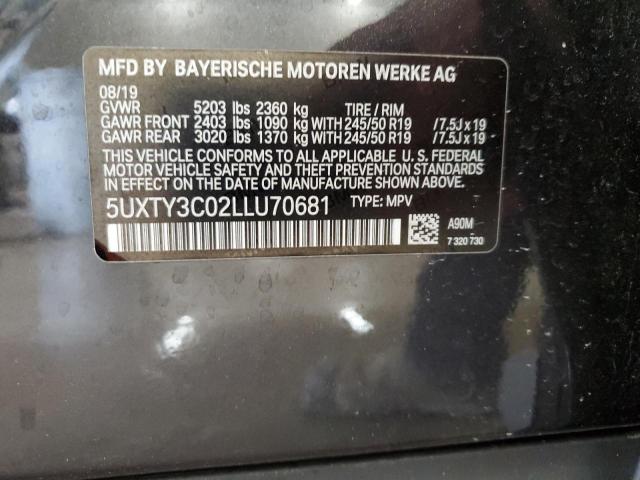 MFD BY BAYERISCHE MOTOREN WERKE AG
08/19
GVWR 5203 lbs 2360 kg TIRE / RIM
GAWR FRONT 2403 lbs 1090 kg WITH 245/50 R19 /7.5J x 19
GAWR REAR 3020 lbs 1370 kg WITH 245/50 R19 /7.5J x 19
THIS VEHICLE CONFORMS TO ALL APPLICABLE U. S. FEDERAL
MOTOR VEHICLE SAFETY AND THEFT PREVENTION STANDARDS
IN EFFECT ON THE DATE OF MANUFACTURE SHOWN ABOVE.
5UXTY3C02LLU70681 TYPE: MPV
A90M
7 320 730